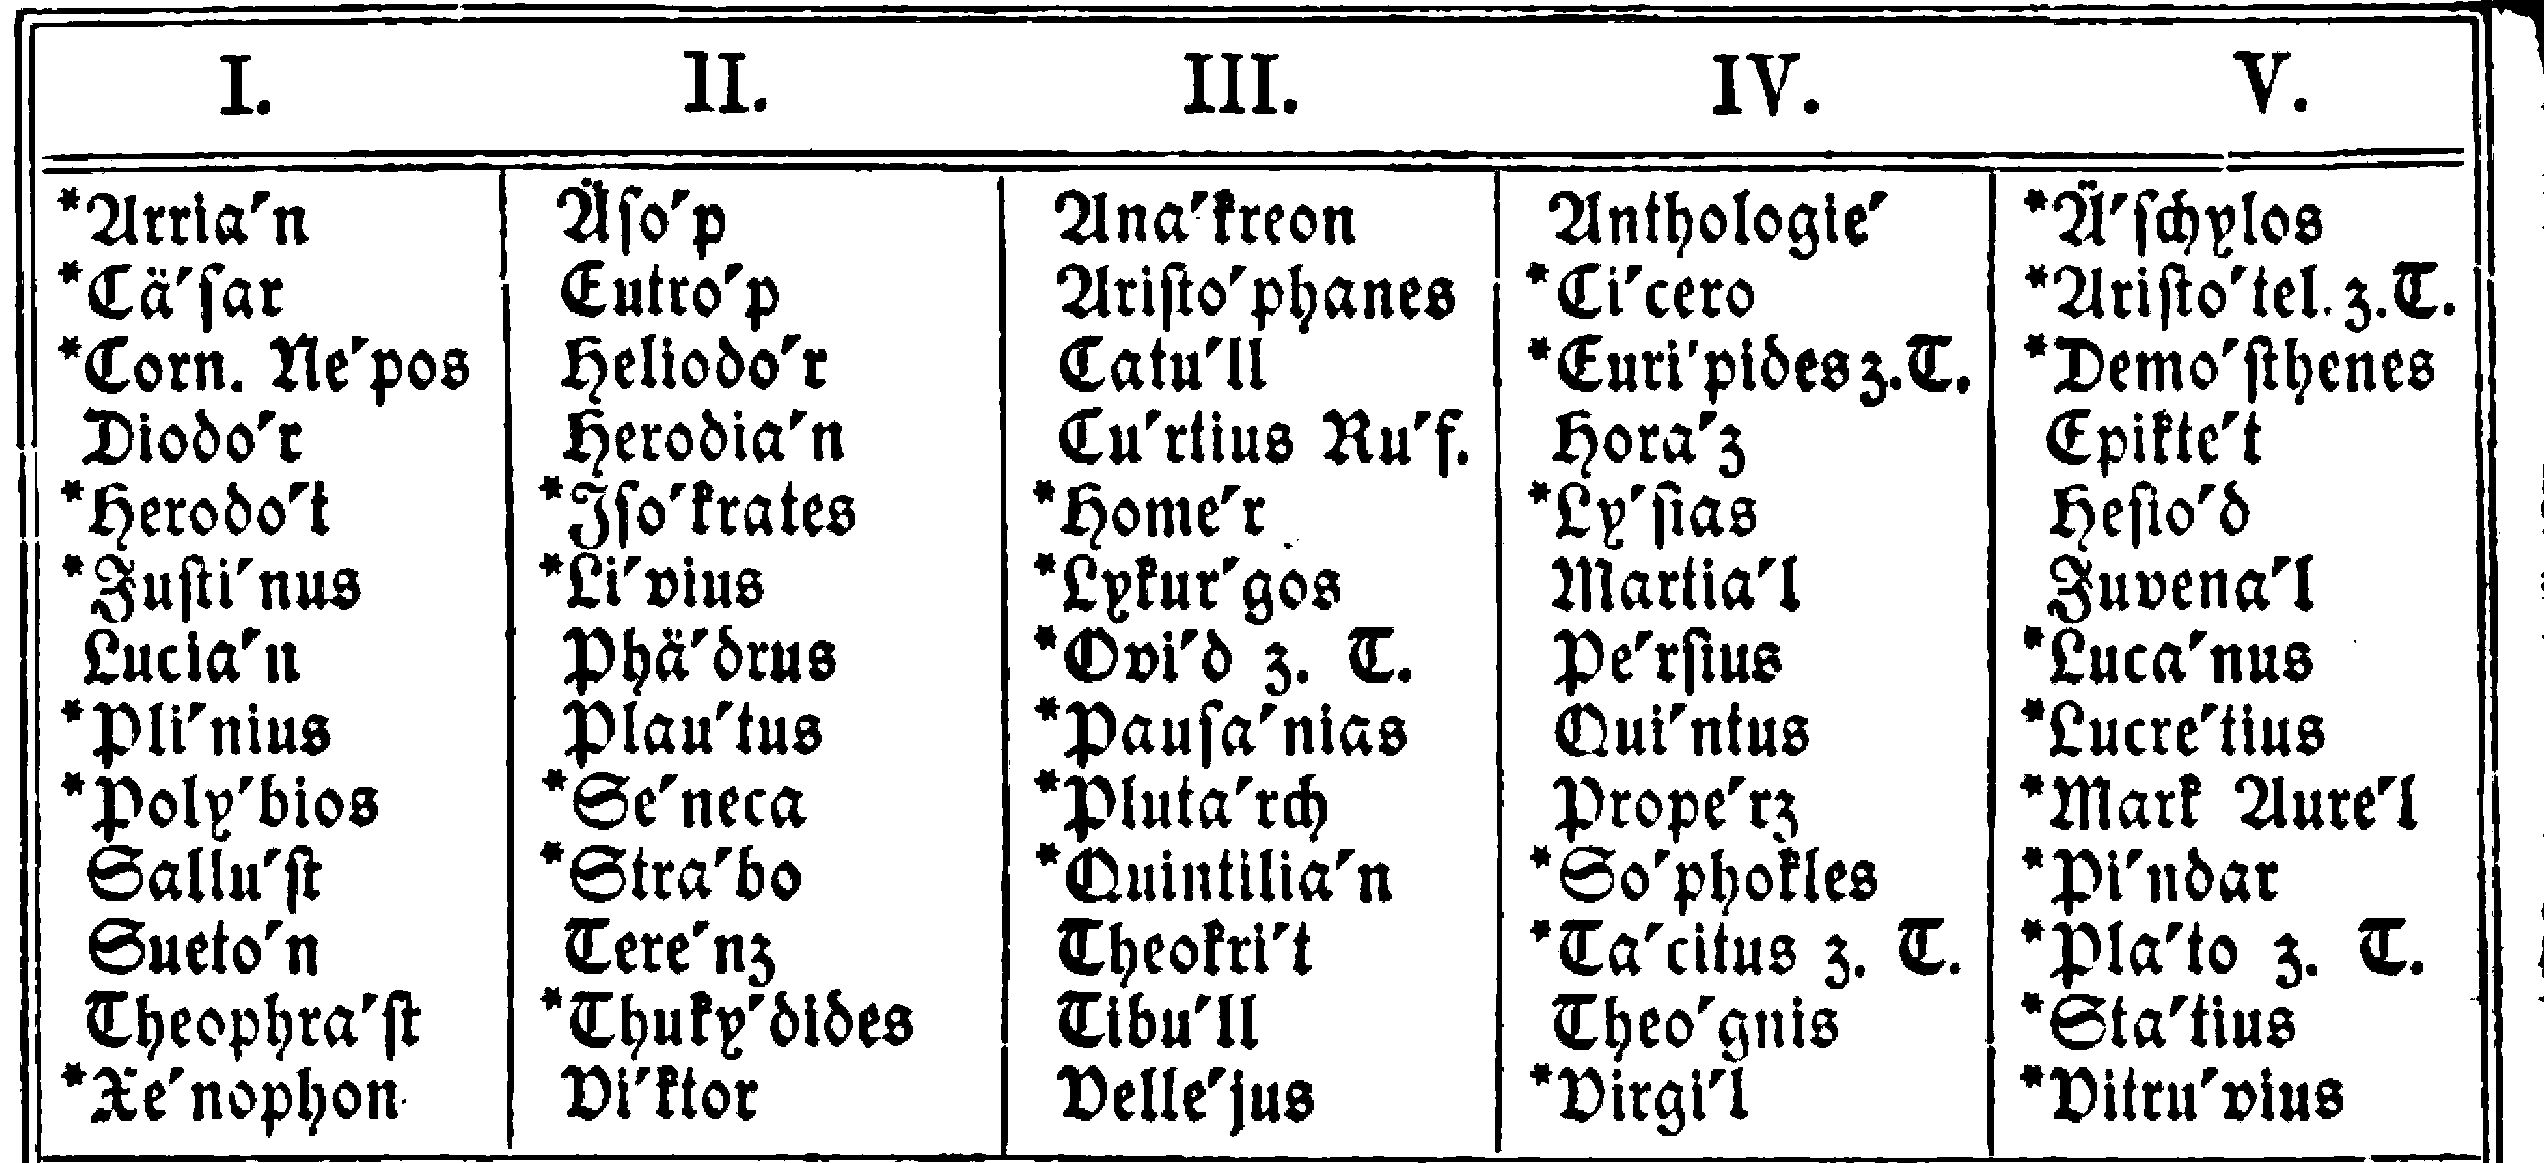 I. II. III. IV. V.
*Arria′n Äſo′p Ana′kreon Anthologie′ *Ä′ſchylos
*Cä′ſar Eutro′p Ariſto′phanes *Ci′cero *Ariſto′tel. z. T.
*Corn. Ne′pos Heliodo′r Catu′ll *Euri′pides z. T. *Demo′ſthenes
Diodo′r Herodia′n Cu′rtius Ru′f. Hora′z Epikte′t
*Herodo′t *Iſo′krates *Home′r *Ly′ſias Heſio′d
*Juſti′nus *Li′vius *Lykur′gos Martia′l Juvena′l
Lucia′n Phä′drus *Ovi′d z. T. Pe′rſius *Luca′nus
*Pli′nius Plau′tus *Pauſa′nias Qui′ntus *Lucre′tius
*Poly′bios *Se′neca *Pluta′rch Prope′rz *Mark Aure′l
Sallu′ſt *Stra′bo *Quintilia′n *So′phokles *Pi′ndar
Sueto′n Tere′nz Theokri′t *Ta′citus z. T. *Pla′to z. T.
Theophra′ſt *Thuky′dides Tibu′ll Theo′gnis *Sta′tius
*Xe′nophon Vi′ktor Velle′jus *Virgi′l *Vitru′vius